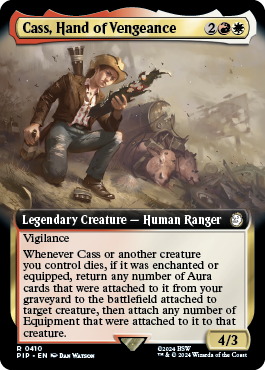 Cass, Hand of Vengeance 2
Legendary Creature — Human Ranger
Vigilance
Whenever Cass or another creature
you control dies, if it was enchanted or
equipped, return any number of Aura
cards that were attached to it from your
graveyard to the battlefield attached to
target creature, then attach any number of
Equipment that were attached to it to that
creature.
4/3
R 0410
PIP • EN Dan Watson
©2024 BSW
™ & © 2024 Wizards of the Coast